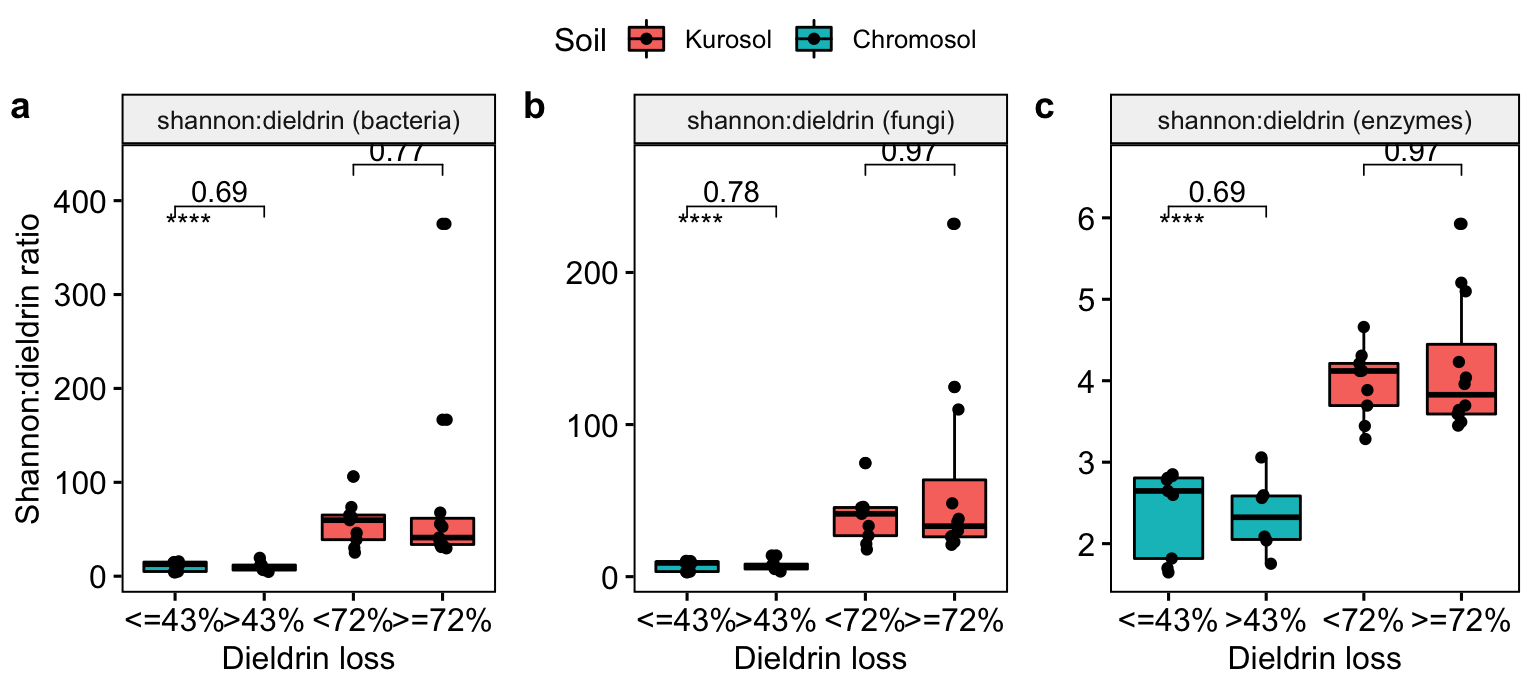 Soil Kurosol Chromosol
a
shannon:dieldrin (bacteria)
b
shannon:dieldrin (fungi)
c
shannon:dieldrin (enzymes)
Shannon:dieldrin ratio
0.77
0.69
****
400
300
200
100
0
<=43% >43% <72% >=72%
Dieldrin loss
0.97
0.78
****
200
100
0
<=43% >43% <72% >=72%
Dieldrin loss
0.97
0.69
****
6
5
4
3
2
<=43% >43% <72% >=72%
Dieldrin loss